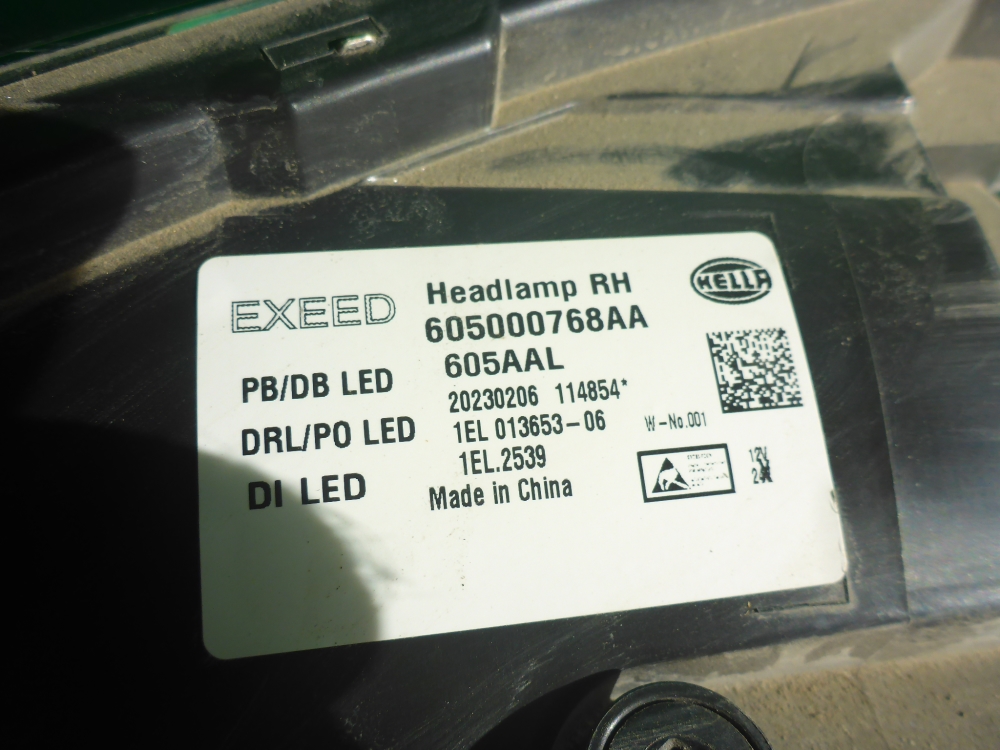 EXEED
Headlamp RH
HELLA
605000768AA
605AAL
PB/DB LED
20230206 114854*
DRL/PO LED
1EL 013653-06
W-No.001
1EL.2539
12V
DI LED
Made in China